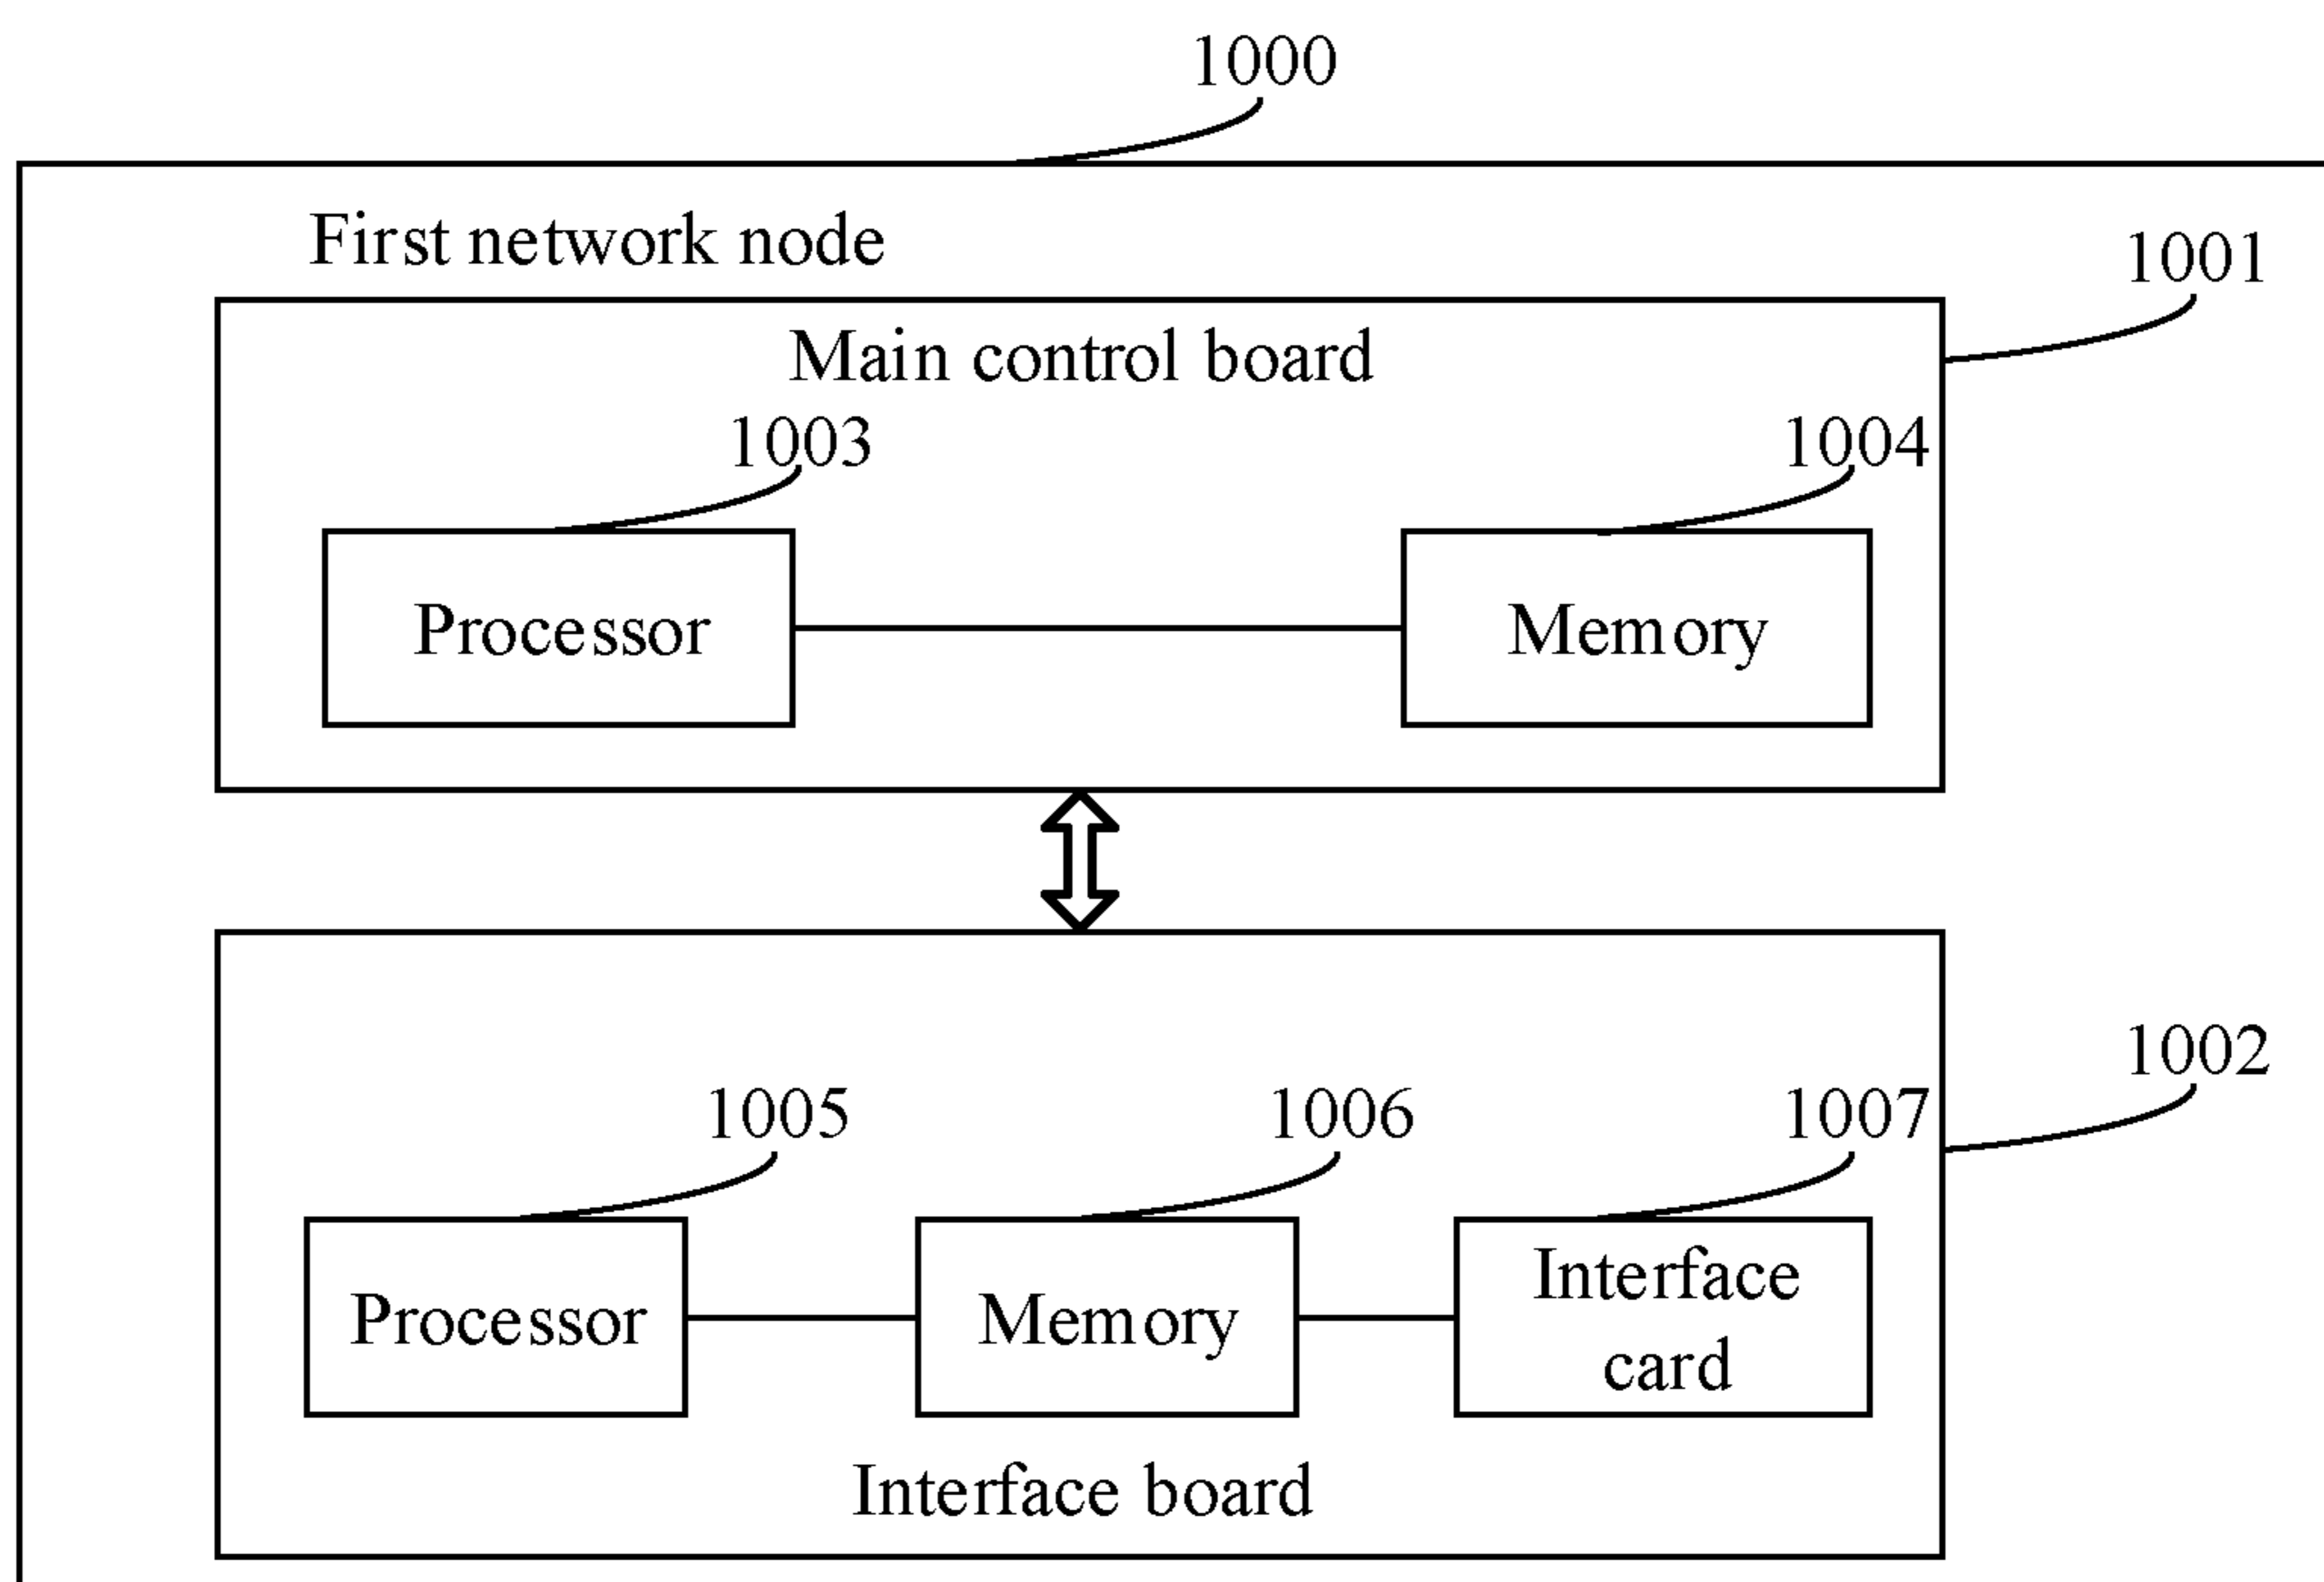 1000
First network node
1001
Main control board
1003
1004
Processor
Memory
1002
1005
1006
1007
Processor
Memory
Interface
card
Interface board